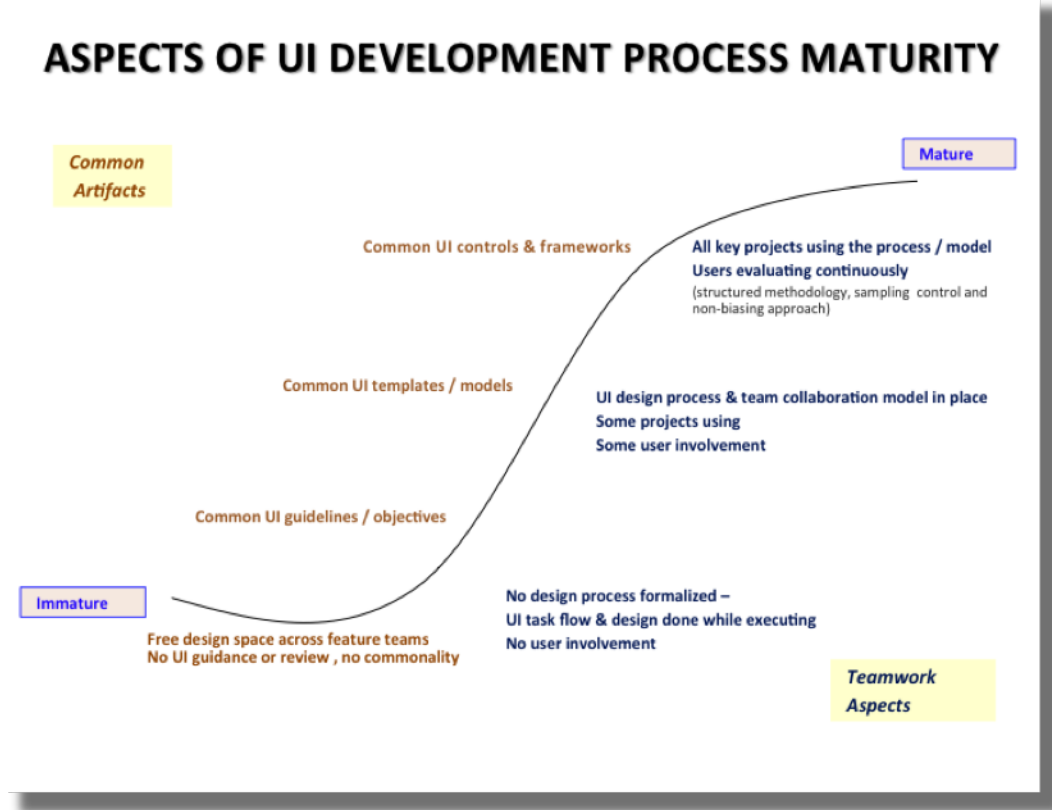 ASPECTS OF UI DEVELOPMENT PROCESS MATURITY
Common
Artifacts
Mature
Common UI controls & frameworks
All key projects using the process / model
Users evaluating continuously
(structured methodology, sampling control and
non-biasing approach)
Common UI templates / models
UI design process & team collaboration model in place
Some projects using
Some user involvement
Common UI guidelines / objectives
Immature
Free design space across feature teams
No UI guidance or review , no commonality
No design process formalized –
UI task flow & design done while executing
No user involvement
Teamwork
Aspects